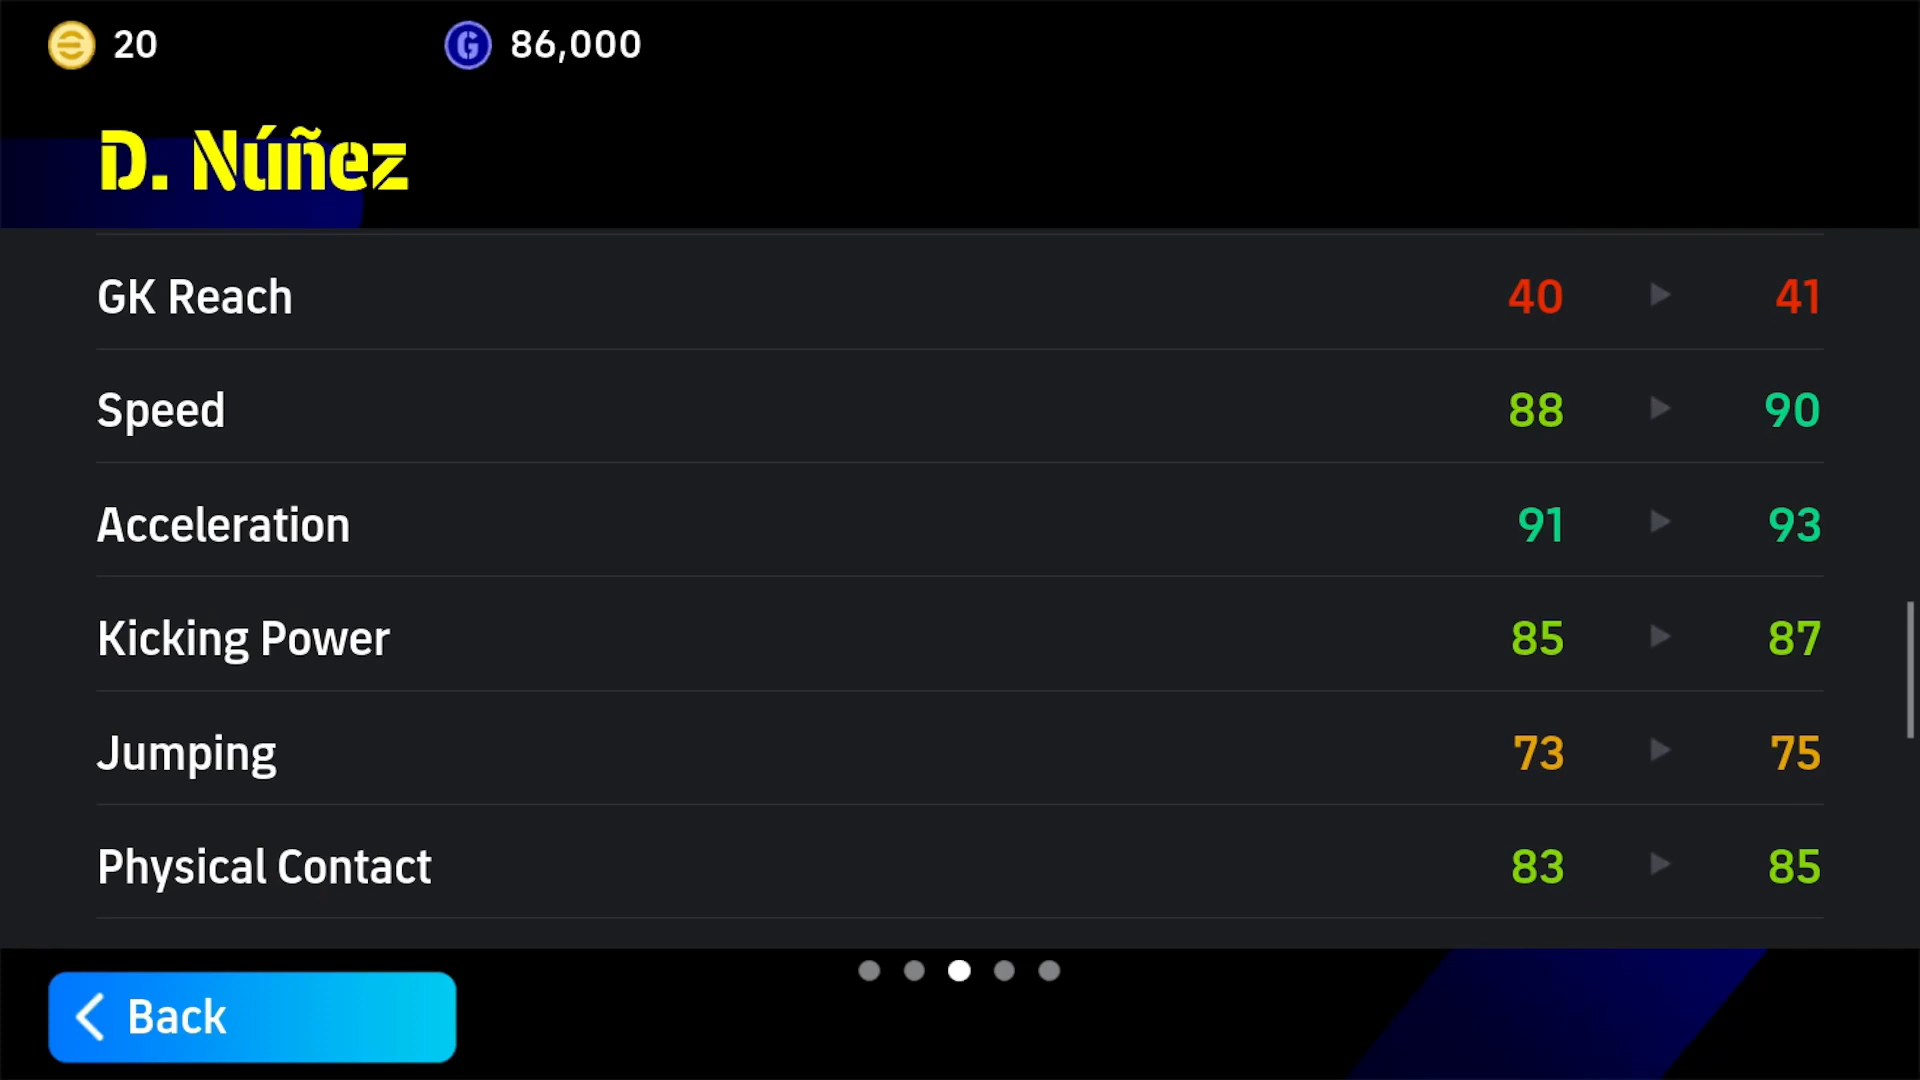 20 86,000
D. Núñez
GK Reach 40 41
Speed 88 90
Acceleration 91 93
Kicking Power 85 87
Jumping 73 75
Physical Contact 83 85
Back